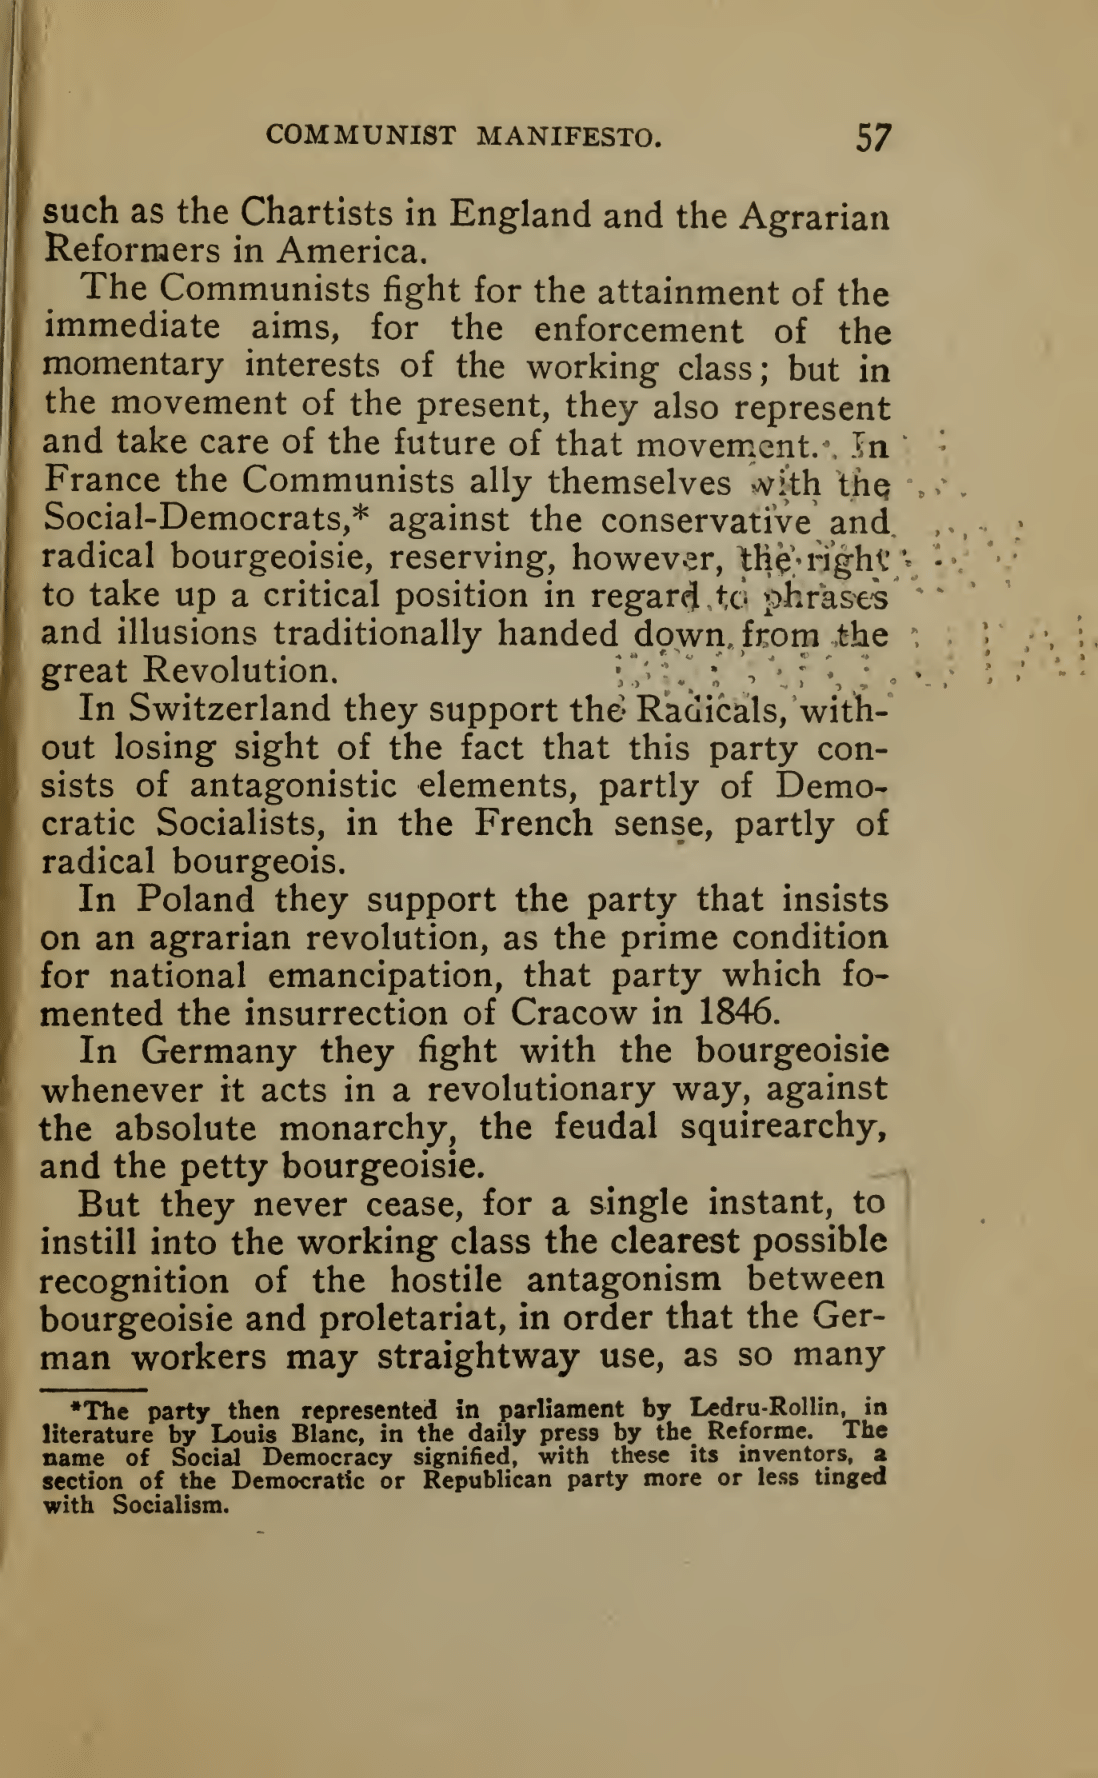 COMMUNIST MANIFESTO. 57
such as the Chartists in England and the Agrarian
Reformers in America.
The Communists fight for the attainment of the
immediate aims, for the enforcement of the
momentary interests of the working class; but in
the movement of the present, they also represent
and take care of the future of that movement. In
France the Communists ally themselves with the
Social-Democrats,* against the conservative and
radical bourgeoisie, reserving, however, the right
to take up a critical position in regard to phrases
and illusions traditionally handed down from the
great Revolution.
In Switzerland they support the Radicals, with-
out losing sight of the fact that this party con-
sists of antagonistic elements, partly of Demo-
cratic Socialists, in the French sense, partly of
radical bourgeois.
In Poland they support the party that insists
on an agrarian revolution, as the prime condition
for national emancipation, that party which fo-
mented the insurrection of Cracow in 1846.
In Germany they fight with the bourgeoisie
whenever it acts in a revolutionary way, against
the absolute monarchy, the feudal squirearchy,
and the petty bourgeoisie.
But they never cease, for a single instant, to
instill into the working class the clearest possible
recognition of the hostile antagonism between
bourgeoisie and proletariat, in order that the Ger-
man workers may straightway use, as so many
*The party then represented in parliament by Ledru-Rollin, in
literature by Louis Blanc, in the daily press by the Reforme. The
name of Social Democracy signified, with these its inventors, a
section of the Democratic or Republican party more or less tinged
with Socialism.